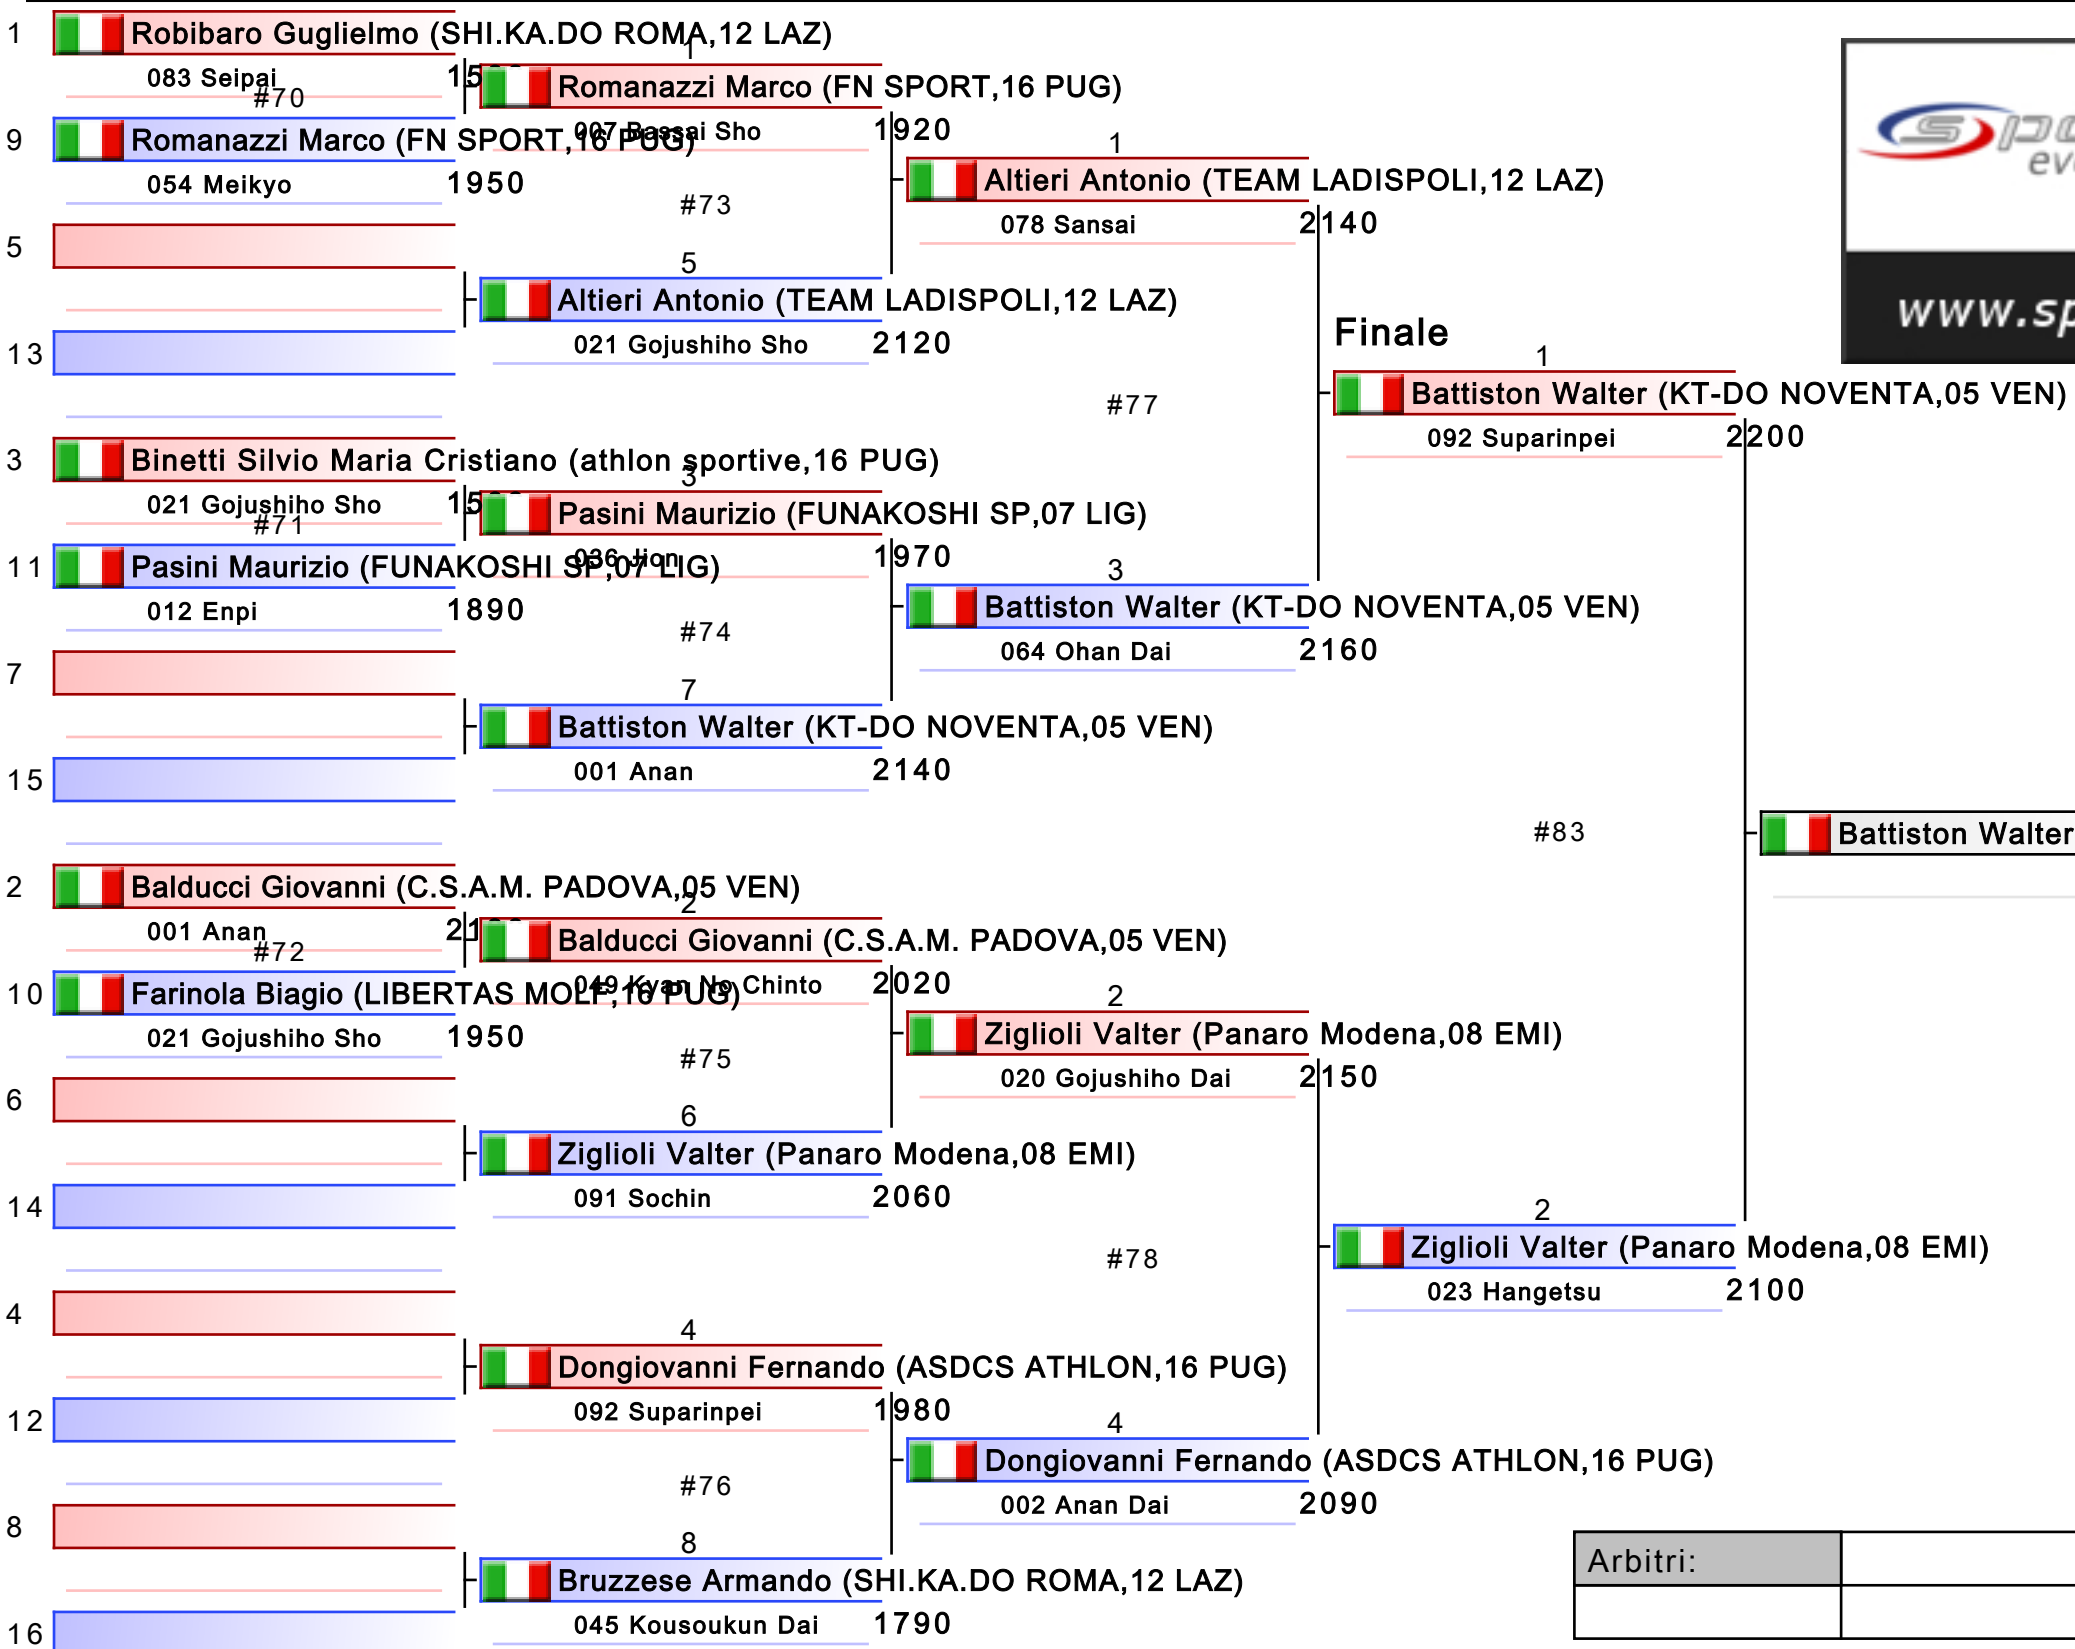 1 Robibaro Guglielmo (SHI.KA.DO ROMA,12 LAZ)
083 Seipai
#70
9 Romanazzi Marco (FN SPORT,16 PUG)
054 Meikyo 1950
5
13
3 Binetti Silvio Maria Cristiano (athlon sportive,16 PUG)
021 Gojushiho Sho
#71
11 Pasini Maurizio (FUNAKOSHI SP,07 LIG)
012 Enpi 1890
7
15
2 Balducci Giovanni (C.S.A.M. PADOVA,05 VEN)
001 Anan
#72
10 Farinola Biagio (LIBERTAS MOLF,16 PUG)
021 Gojushiho Sho 1950
6
14
4
12
8
16
1
Romanazzi Marco (FN SPORT,16 PUG)
007 Bassai Sho 1920
#73
5
Altieri Antonio (TEAM LADISPOLI,12 LAZ)
021 Gojushiho Sho 2120
3
Pasini Maurizio (FUNAKOSHI SP,07 LIG)
036 Jion 1970
#74
7
Battiston Walter (KT-DO NOVENTA,05 VEN)
001 Anan 2140
2
Balducci Giovanni (C.S.A.M. PADOVA,05 VEN)
049 Kyan No Chinto 2020
#75
6
Ziglioli Valter (Panaro Modena,08 EMI)
091 Sochin 2060
4
Dongiovanni Fernando (ASDCS ATHLON,16 PUG)
092 Suparinpei 1980
#76
8
Bruzzese Armando (SHI.KA.DO ROMA,12 LAZ)
045 Kousoukun Dai 1790
1
Altieri Antonio (TEAM LADISPOLI,12 LAZ)
078 Sansai 2140
#77
3
Battiston Walter (KT-DO NOVENTA,05 VEN)
064 Ohan Dai 2160
2
Ziglioli Valter (Panaro Modena,08 EMI)
020 Gojushiho Dai 2150
#78
4
Dongiovanni Fernando (ASDCS ATHLON,16 PUG)
002 Anan Dai 2090
Finale
1
Battiston Walter (KT-DO NOVENTA,05 VEN)
092 Suparinpei 2200
#83
2
Ziglioli Valter (Panaro Modena,08 EMI)
023 Hangetsu 2100
Battiston Walter
www.sp
Arbitri: